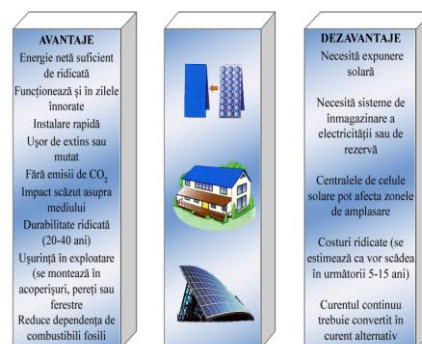 AVANTAJE
Energie netă suficient
de ridicată
Funcționează și în zilele
înnorate
Instalare rapidă
Ușor de extins sau
mutat
Fără emisii de CO2
Impact scăzut asupra
mediului
Durabilitate ridicată
(20-40 ani)
Ușurință în exploatare
(se montează în
acoperișuri, pereți sau
ferestre
Reduce dependența de
combustibili fosili
DEZAVANTAJE
Necesită expunere
solară
Necesită sisteme de
înmagazinare a
electricității sau de
rezervă
Centralele de celule
solare pot afecta zonele
de amplasare
Costuri ridicate (se
estimează ca vor scădea
în următorii 5-15 ani)
Curentul continuu
trebuie convertit în
curent alternativ